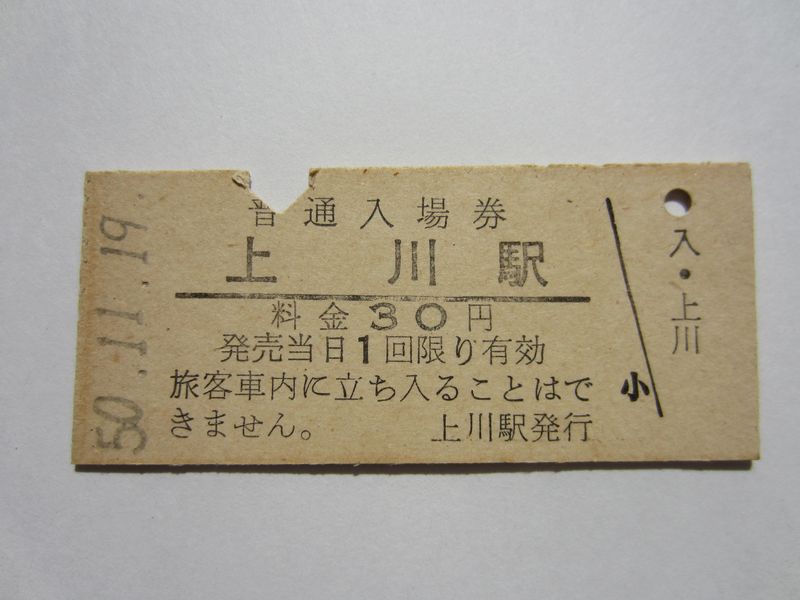 普通入場券
上川駅
料金30円
発売当日1回限り有効
旅客車内に立ち入ることはで
きません。 上川駅発行
小
入・上川
50.11.19